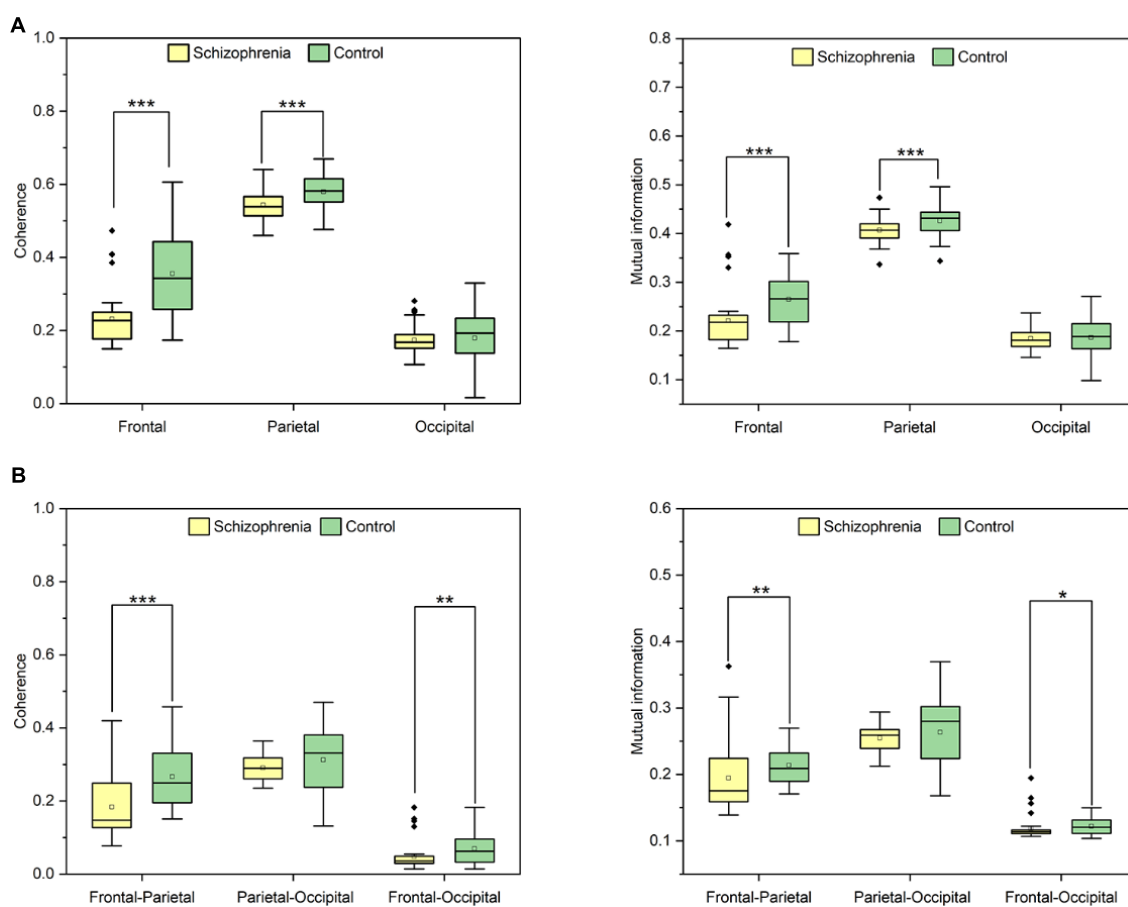 A
Schizophrenia Control
1.0
0.8
0.6
0.4
0.2
0.0
Coherence
***
***
Frontal Parietal Occipital
Schizophrenia Control
0.8
0.7
0.6
0.5
0.4
0.3
0.2
0.1
Mutual information
***
***
Frontal Parietal Occipital
B
Schizophrenia Control
1.0
0.8
0.6
0.4
0.2
0.0
Coherence
***
**
Frontal-Parietal Parietal-Occipital Frontal-Occipital
Schizophrenia Control
0.6
0.5
0.4
0.3
0.2
0.1
Mutual information
**
*
Frontal-Parietal Parietal-Occipital Frontal-Occipital